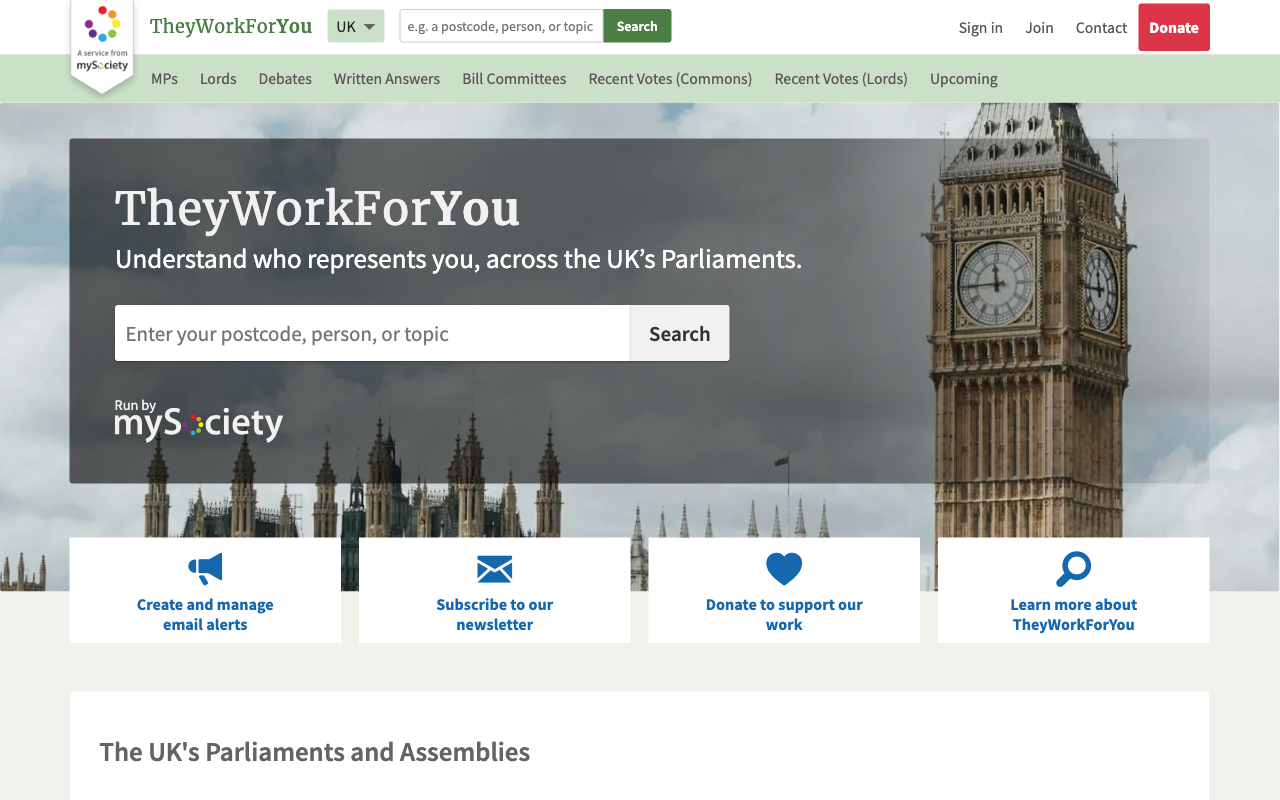 A service from
mySociety
TheyWorkForYou
UK
e.g. a postcode, person, or topic
Search
Sign in
Join
Contact
Donate
MPs
Lords
Debates
Written Answers
Bill Committees
Recent Votes (Commons)
Recent Votes (Lords)
Upcoming
TheyWorkForYou
Understand who represents you, across the UK’s Parliaments.
Enter your postcode, person, or topic
Search
Run by
mySociety
Create and manage
email alerts
Subscribe to our
newsletter
Donate to support our
work
Learn more about
TheyWorkForYou
The UK's Parliaments and Assemblies